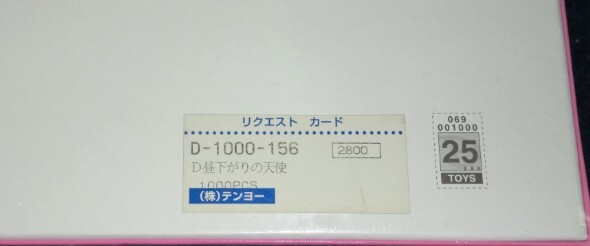 リクエスト カード
D-1000-156 2800
D昼下がりの天使
1000PCS
(株)テンヨー
069
001000
25
TOYS